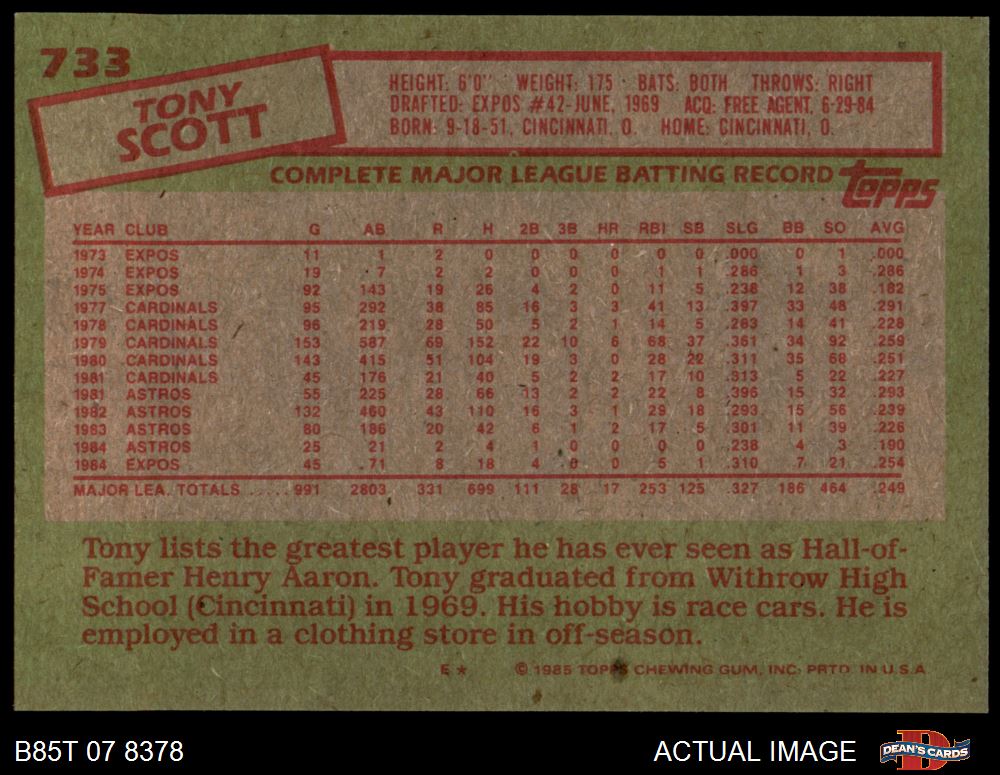 733
TONY
SCOTT
HEIGHT: 6'0" · WEIGHT: 175 · BATS: BOTH THROWS: RIGHT
DRAFTED: EXPOS #42-JUNE, 1969 ACQ: FREE AGENT, 6-29-84
BORN: 9-18-51, CINCINNATI, O. HOME: CINCINNATI, O.
COMPLETE MAJOR LEAGUE BATTING RECORD topps
YEAR CLUB G AB R H 2B 3B HR RBI SB SLG BB SO AVG
1973 EXPOS 11 1 2 0 0 0 0 0 0 .000 0 1 .000
1974 EXPOS 19 7 2 2 0 0 0 1 1 .286 1 3 .286
1975 EXPOS 92 143 19 26 4 2 0 11 5 .238 12 38 .182
1977 CARDINALS 95 292 38 85 16 3 3 41 13 .397 33 48 .291
1978 CARDINALS 96 219 28 50 5 2 1 14 5 .283 14 41 .228
1979 CARDINALS 153 587 69 152 22 10 6 68 37 .361 34 92 .259
1980 CARDINALS 143 415 51 104 19 3 0 28 22 .311 35 68 .251
1981 CARDINALS 45 176 21 40 5 2 2 17 10 .313 5 22 .227
1981 ASTROS 55 225 28 66 13 2 2 22 8 .396 15 32 .293
1982 ASTROS 132 460 43 110 16 3 1 29 18 .293 15 56 .239
1983 ASTROS 80 186 20 42 6 1 2 17 5 .301 11 39 .226
1984 ASTROS 25 21 2 4 1 0 0 0 0 .238 4 3 .190
1984 EXPOS 45 71 8 18 4 0 0 5 1 .310 7 21 .254
MAJOR LEA. TOTALS ..... 991 2803 331 699 111 28 17 253 125 .327 186 464 .249
Tony lists the greatest player he has ever seen as Hall-of-
Famer Henry Aaron. Tony graduated from Withrow High
School (Cincinnati) in 1969. His hobby is race cars. He is
employed in a clothing store in off-season.
E * © 1985 TOPPS CHEWING GUM, INC. PRTD. IN U.S.A
B85T 07 8378 ACTUAL IMAGE DEAN'S CARDS